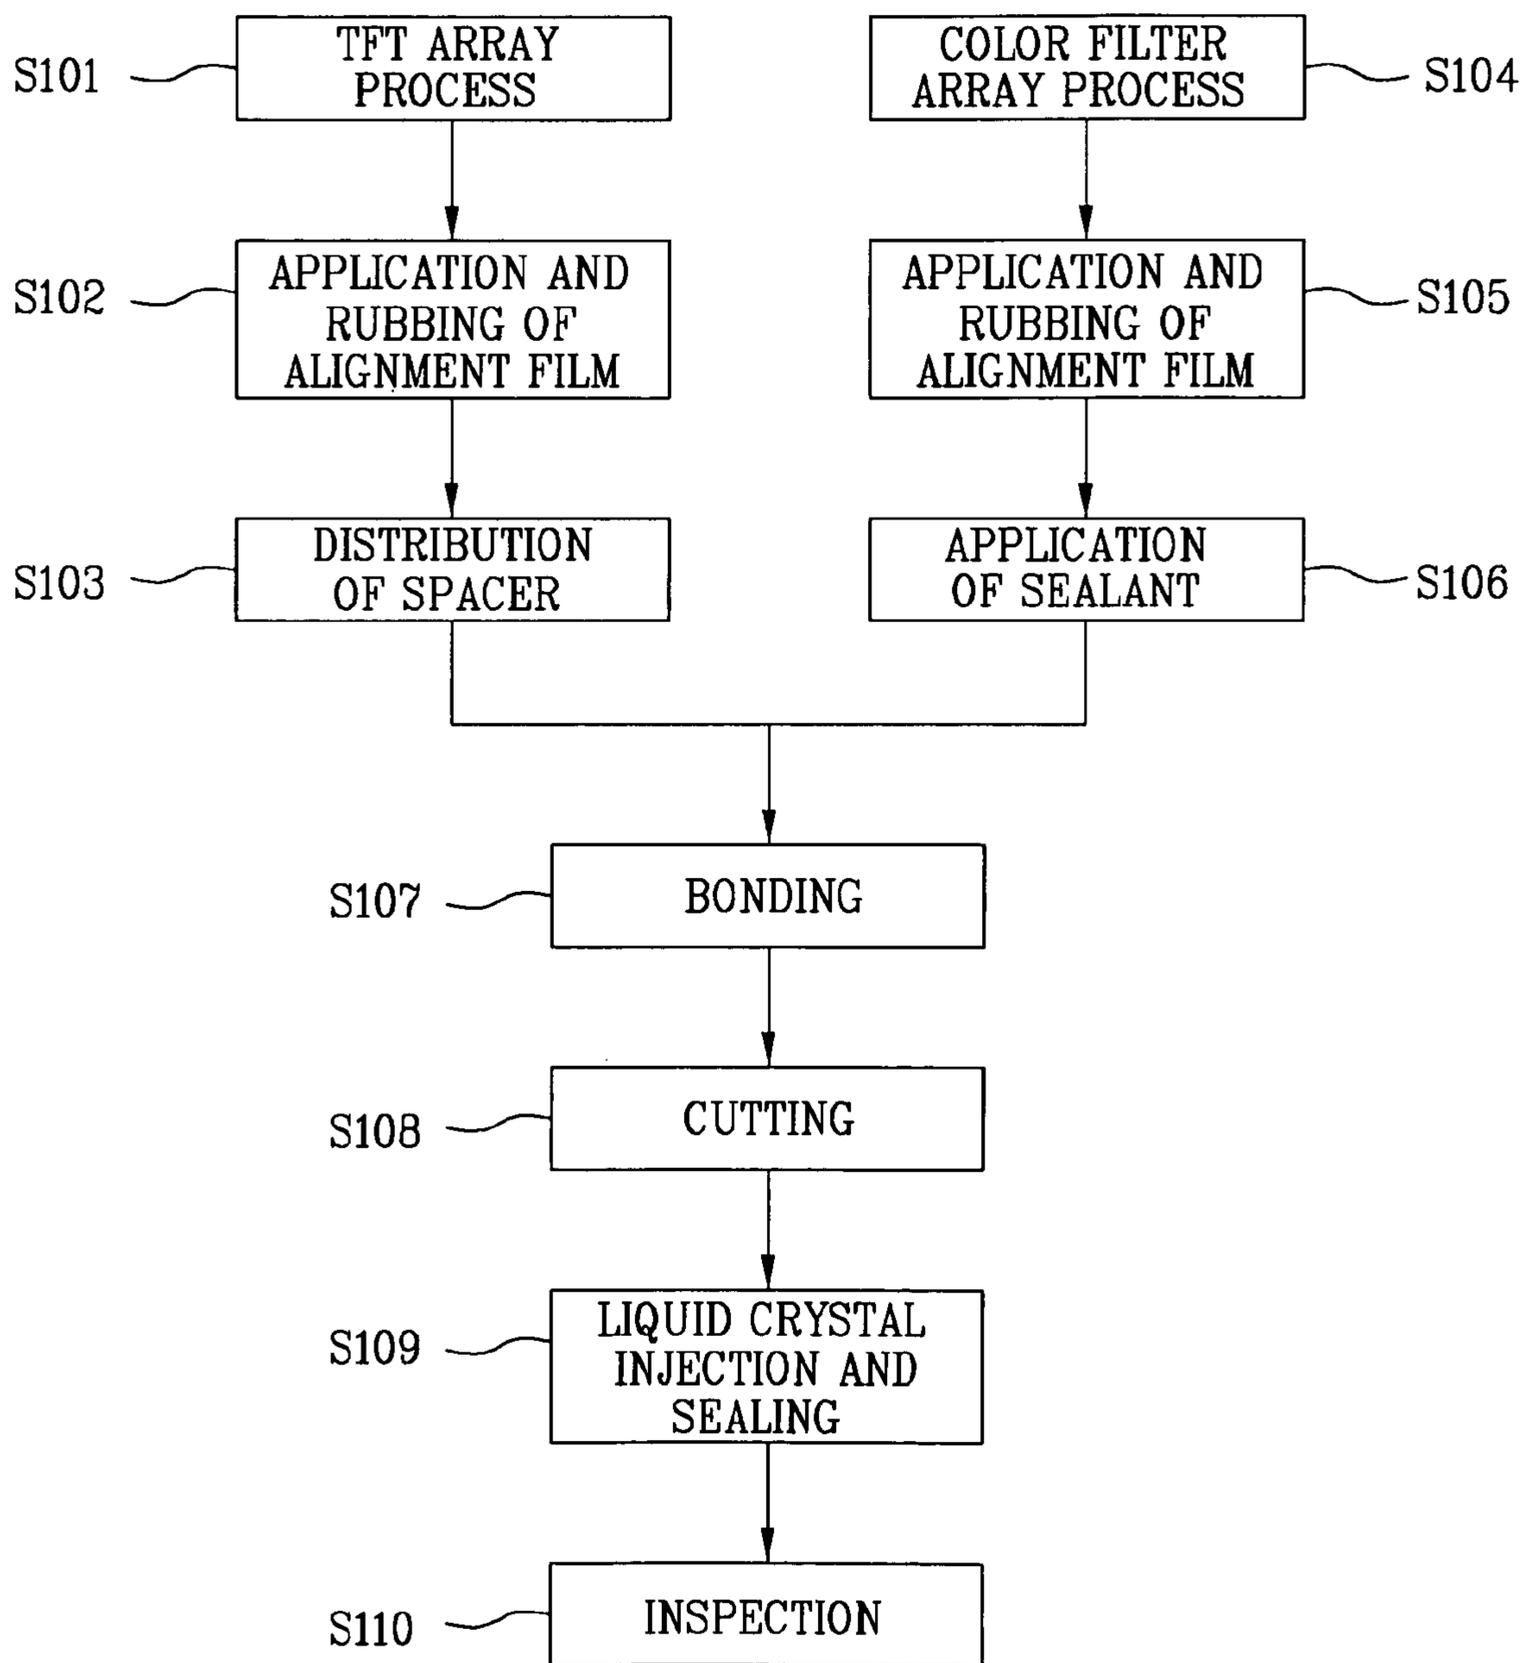 S101
TFT ARRAY
PROCESS
COLOR FILTER
ARRAY PROCESS
S104
S102
APPLICATION AND
RUBBING OF
ALIGNMENT FILM
APPLICATION AND
RUBBING OF
ALIGNMENT FILM
S105
S103
DISTRIBUTION
OF SPACER
APPLICATION
OF SEALANT
S106
S107
BONDING
S108
CUTTING
S109
LIQUID CRYSTAL
INJECTION AND
SEALING
S110
INSPECTION